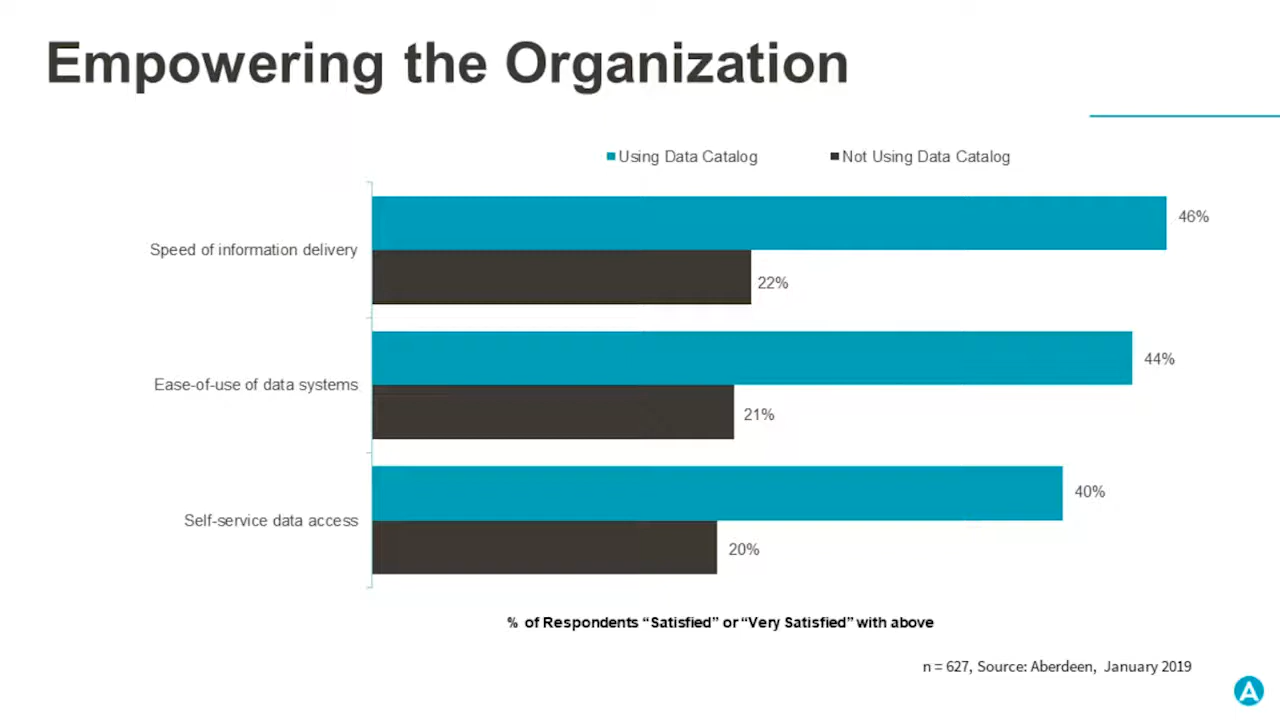 Empowering the Organization
Using Data Catalog
Not Using Data Catalog
46%
Speed of information delivery
22%
44%
Ease-of-use of data systems
21%
40%
Self-service data access
20%
% of Respondents “Satisfied” or “Very Satisfied” with above
n = 627, Source: Aberdeen, January 2019
A